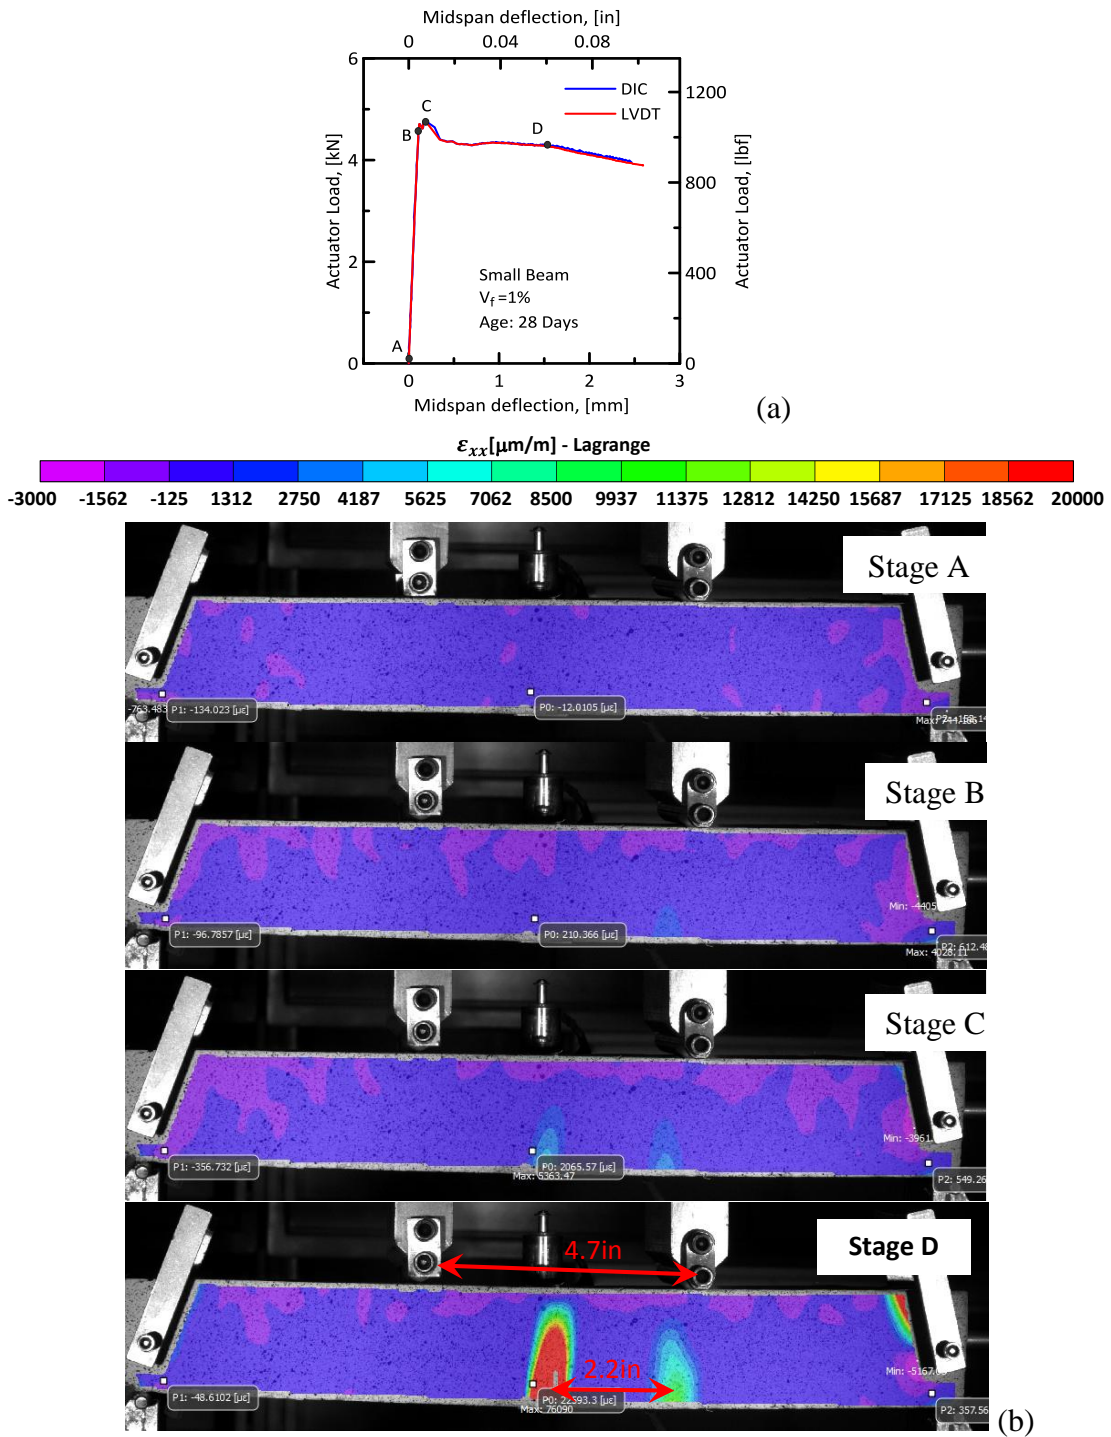 Midspan deflection, [in]
0 0.04 0.08
6
4
2
0
Actuator Load, [kN]
1200
800
400
0
Actuator Load, [lbf]
DIC
LVDT
A
B
C
D
Small Beam
Vf =1%
Age: 28 Days
0 1 2 3
Midspan deflection, [mm]
(a)
εxx[µm/m] - Lagrange
-3000 -1562 -125 1312 2750 4187 5625 7062 8500 9937 11375 12812 14250 15687 17125 18562 20000
Stage A
-763.483
P1: -134.023 [µε]
P0: -12.0105 [µε]
Max:
Stage B
P1: -96.7857 [µε]
P0: 210.366 [µε]
Min: -4405
P2: 612.48
Max: 4028.11
Stage C
P1: -356.732 [µε]
P0: 2065.57 [µε]
Max: 5363.47
Min: -3961.
P2: 549.26
Stage D
4.7in
2.2in
P1: -48.6102 [µε]
P0: 22593.3 [µε]
Max: 76090
Min: -5167.
P2: 357.56
(b)